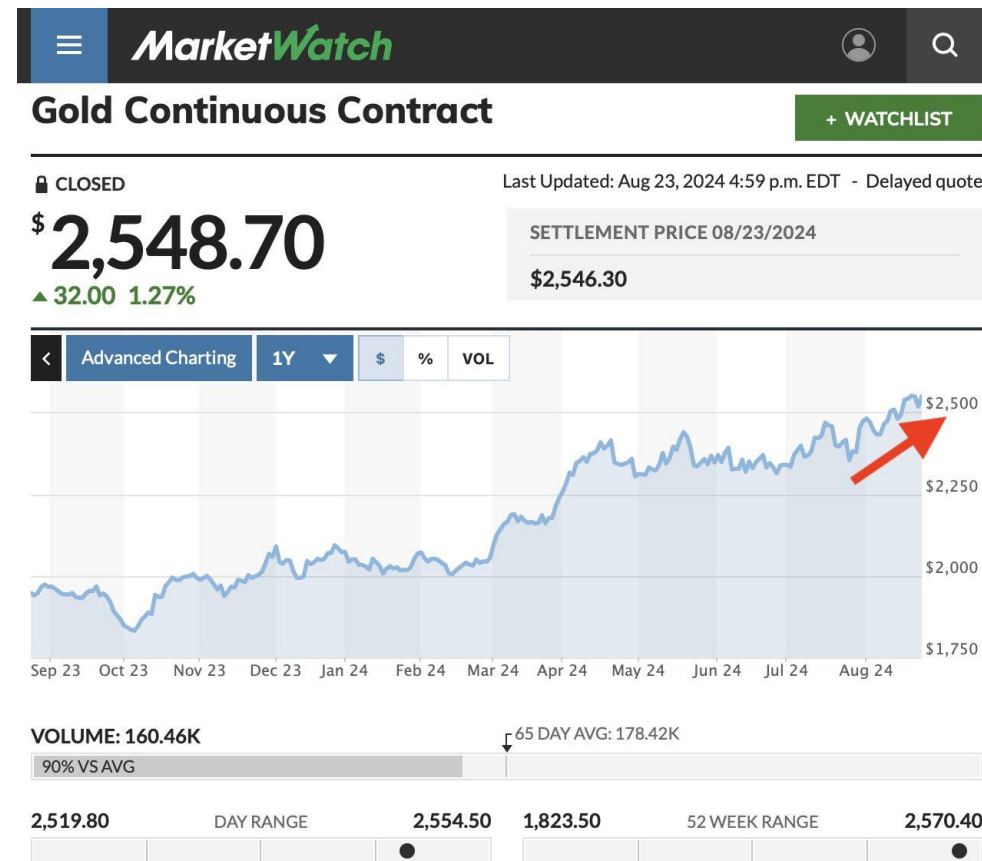 MarketWatch
Gold Continuous Contract
+ WATCHLIST
CLOSED
Last Updated: Aug 23, 2024 4:59 p.m. EDT - Delayed quote
$2,548.70
32.00 1.27%
SETTLEMENT PRICE 08/23/2024
$2,546.30
Advanced Charting 1Y $ % VOL
$2,500
$2,250
$2,000
$1,750
Sep 23 Oct 23 Nov 23 Dec 23 Jan 24 Feb 24 Mar 24 Apr 24 May 24 Jun 24 Jul 24 Aug 24
VOLUME: 160.46K
65 DAY AVG: 178.42K
90% VS AVG
2,519.80 DAY RANGE 2,554.50
1,823.50 52 WEEK RANGE 2,570.40